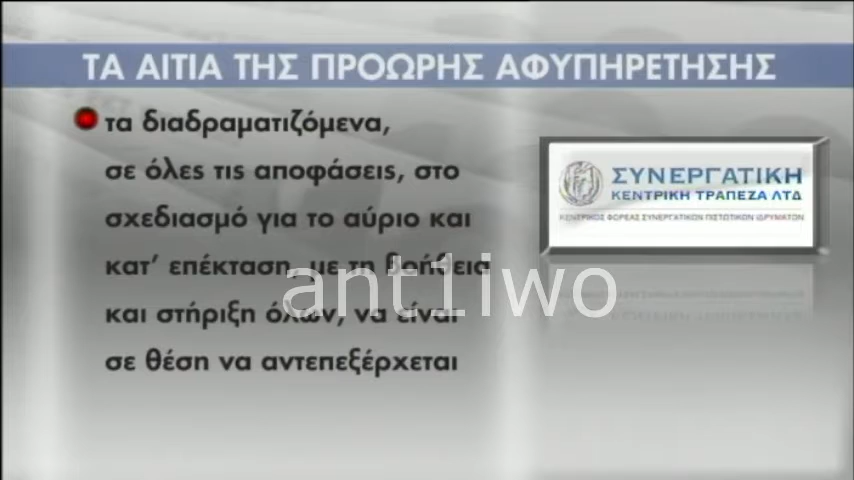 ΤΑ ΑΙΤΙΑ ΤΗΣ ΠΡΟΩΡΗΣ ΑΦΥΠΗΡΕΤΗΣΗΣ
τα διαδραματιζόμενα,
σε όλες τις αποφάσεις, στο
σχεδιασμό για το αύριο και
κατ’ επέκταση, με τη βοήθεια
και στήριξη όλων, να είναι
σε θέση να αντεπεξέρχεται
ΣΥΝΕΡΓΑΤΙΚΗ
ΚΕΝΤΡΙΚΗ ΤΡΑΠΕΖΑ ΛΤΔ
ΚΕΝΤΡΙΚΟΣ ΦΟΡΕΑΣ ΣΥΝΕΡΓΑΤΙΚΩΝ ΠΙΣΤΩΤΙΚΩΝ ΙΔΡΥΜΑΤΩΝ
ant1iwo